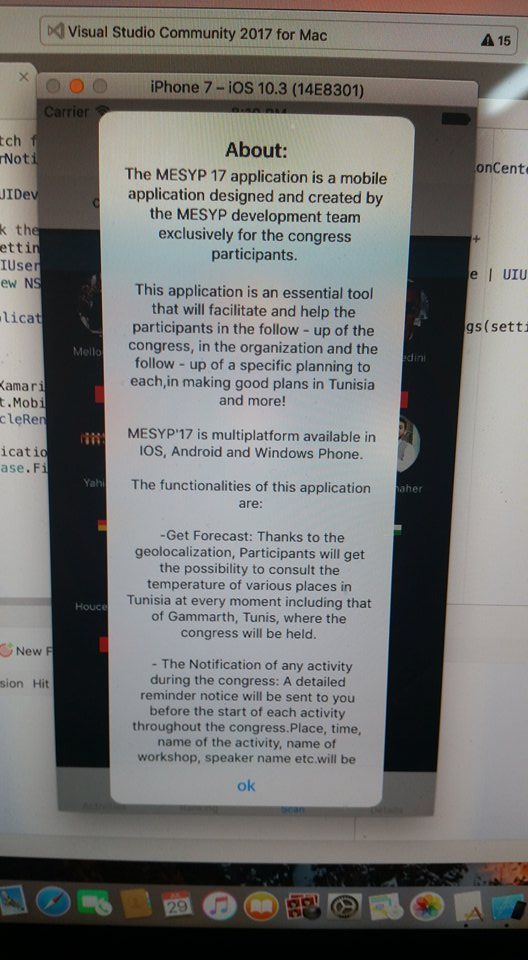 Visual Studio Community 2017 for Mac
15
iPhone 7 – iOS 10.3 (14E8301)
Carrier
tch f
rNoti
UIDev
k the
settin
IUser
ew NS
plicat
Xamari
t.Mobi
cleRen
icatio
ase.Fi
onCente
+
e | UIU
gs(setti
About:
The MESYP 17 application is a mobile
application designed and created by
the MESYP development team
exclusively for the congress
participants.
This application is an essential tool
that will facilitate and help the
participants in the follow - up of the
congress, in the organization and the
follow - up of a specific planning to
each,in making good plans in Tunisia
and more!
MESYP'17 is multiplatform available in
IOS, Android and Windows Phone.
The functionalities of this application
are:
-Get Forecast: Thanks to the
geolocalization, Participants will get
the possibility to consult the
temperature of various places in
Tunisia at every moment including that
of Gammarth, Tunis, where the
congress will be held.
- The Notification of any activity
during the congress: A detailed
reminder notice will be sent to you
before the start of each activity
throughout the congress.Place, time,
name of the activity, name of
workshop, speaker name etc.will be
ok
Mello
edini
Yahi
aher
Houce
New F
sion Hit
Scan
Details
29